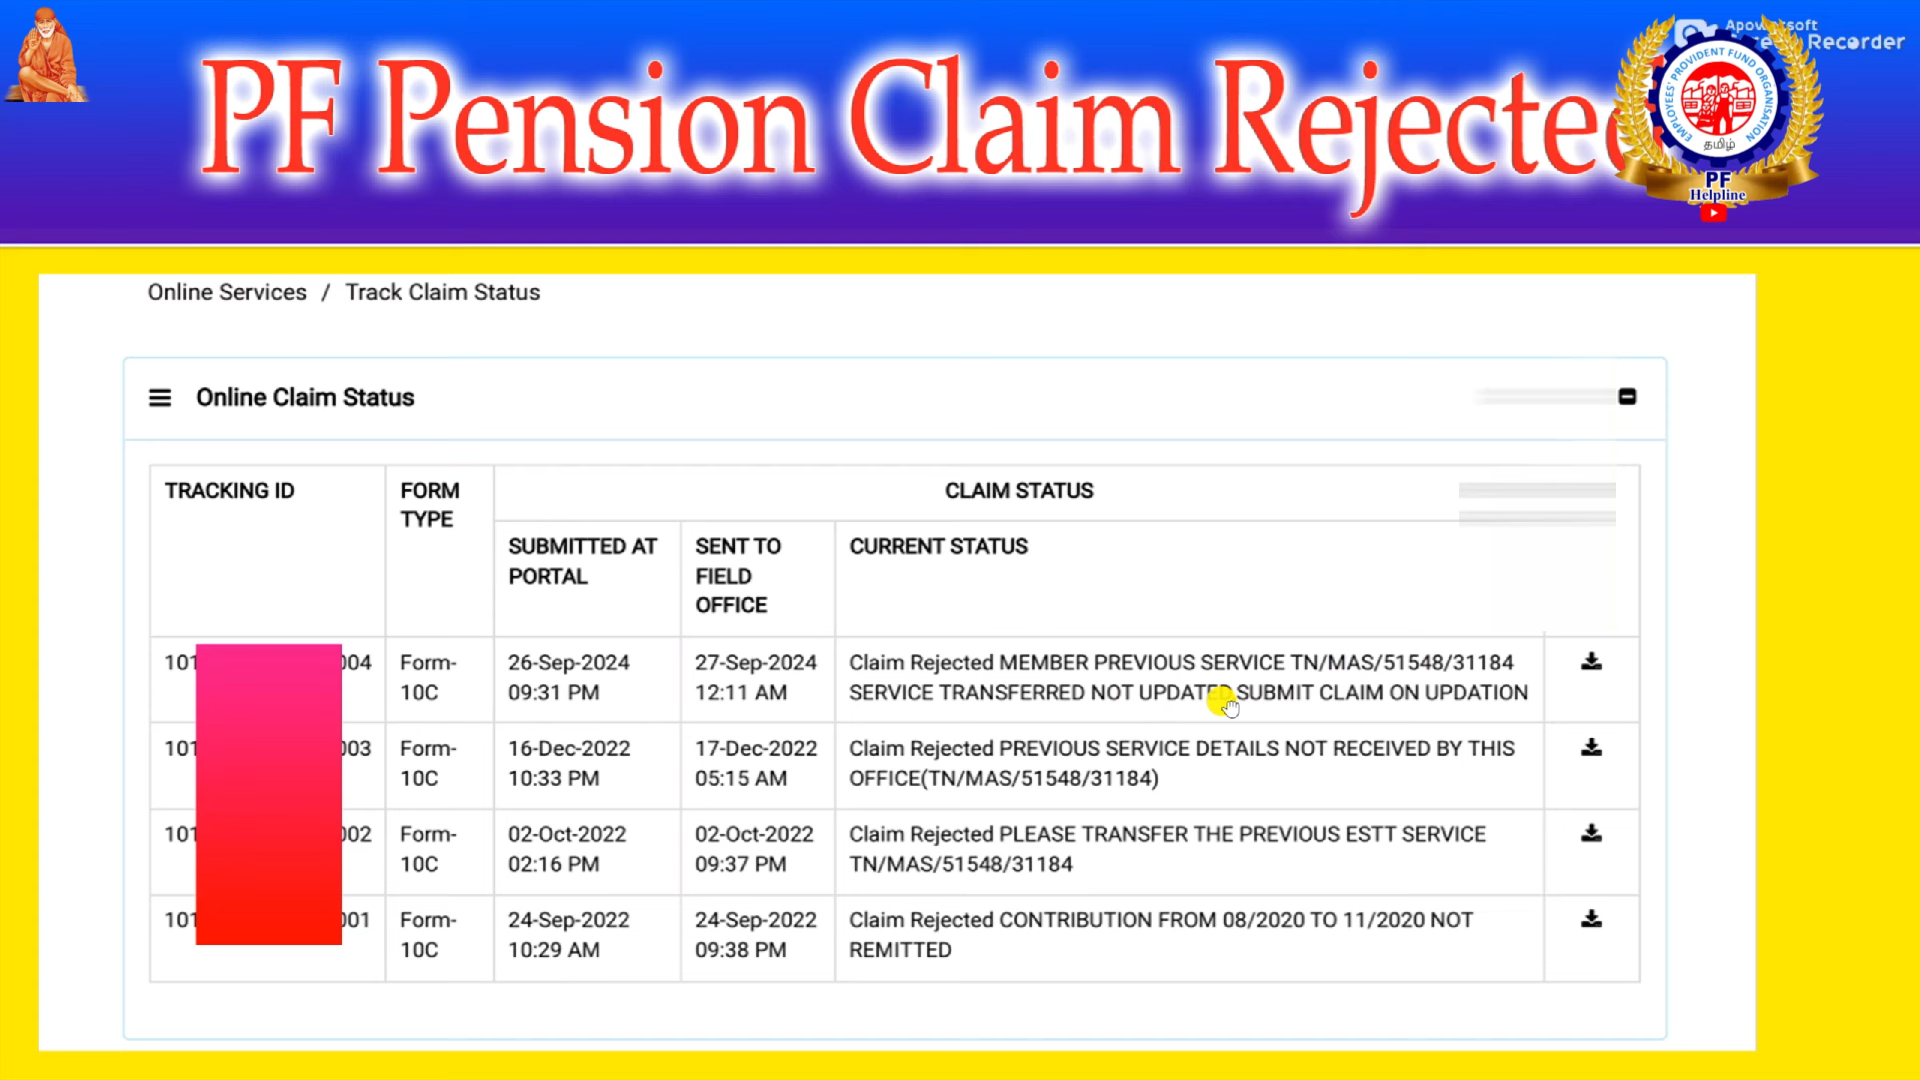 PF Pension Claim Rejected
Recorder
EMPLOYEES' PROVIDENT FUND ORGANISATION
தமிழ்
PF
Helpline
Online Services / Track Claim Status
Online Claim Status
TRACKING ID
FORM
TYPE
CLAIM STATUS
SUBMITTED AT
PORTAL
SENT TO
FIELD
OFFICE
CURRENT STATUS
101 004 Form- 26-Sep-2024 27-Sep-2024 Claim Rejected MEMBER PREVIOUS SERVICE TN/MAS/51548/31184
10C 09:31 PM 12:11 AM SERVICE TRANSFERRED NOT UPDATED SUBMIT CLAIM ON UPDATION
101 003 Form- 16-Dec-2022 17-Dec-2022 Claim Rejected PREVIOUS SERVICE DETAILS NOT RECEIVED BY THIS
10C 10:33 PM 05:15 AM OFFICE(TN/MAS/51548/31184)
101 002 Form- 02-Oct-2022 02-Oct-2022 Claim Rejected PLEASE TRANSFER THE PREVIOUS ESTT SERVICE
10C 02:16 PM 09:37 PM TN/MAS/51548/31184
101 001 Form- 24-Sep-2022 24-Sep-2022 Claim Rejected CONTRIBUTION FROM 08/2020 TO 11/2020 NOT
10C 10:29 AM 09:38 PM REMITTED